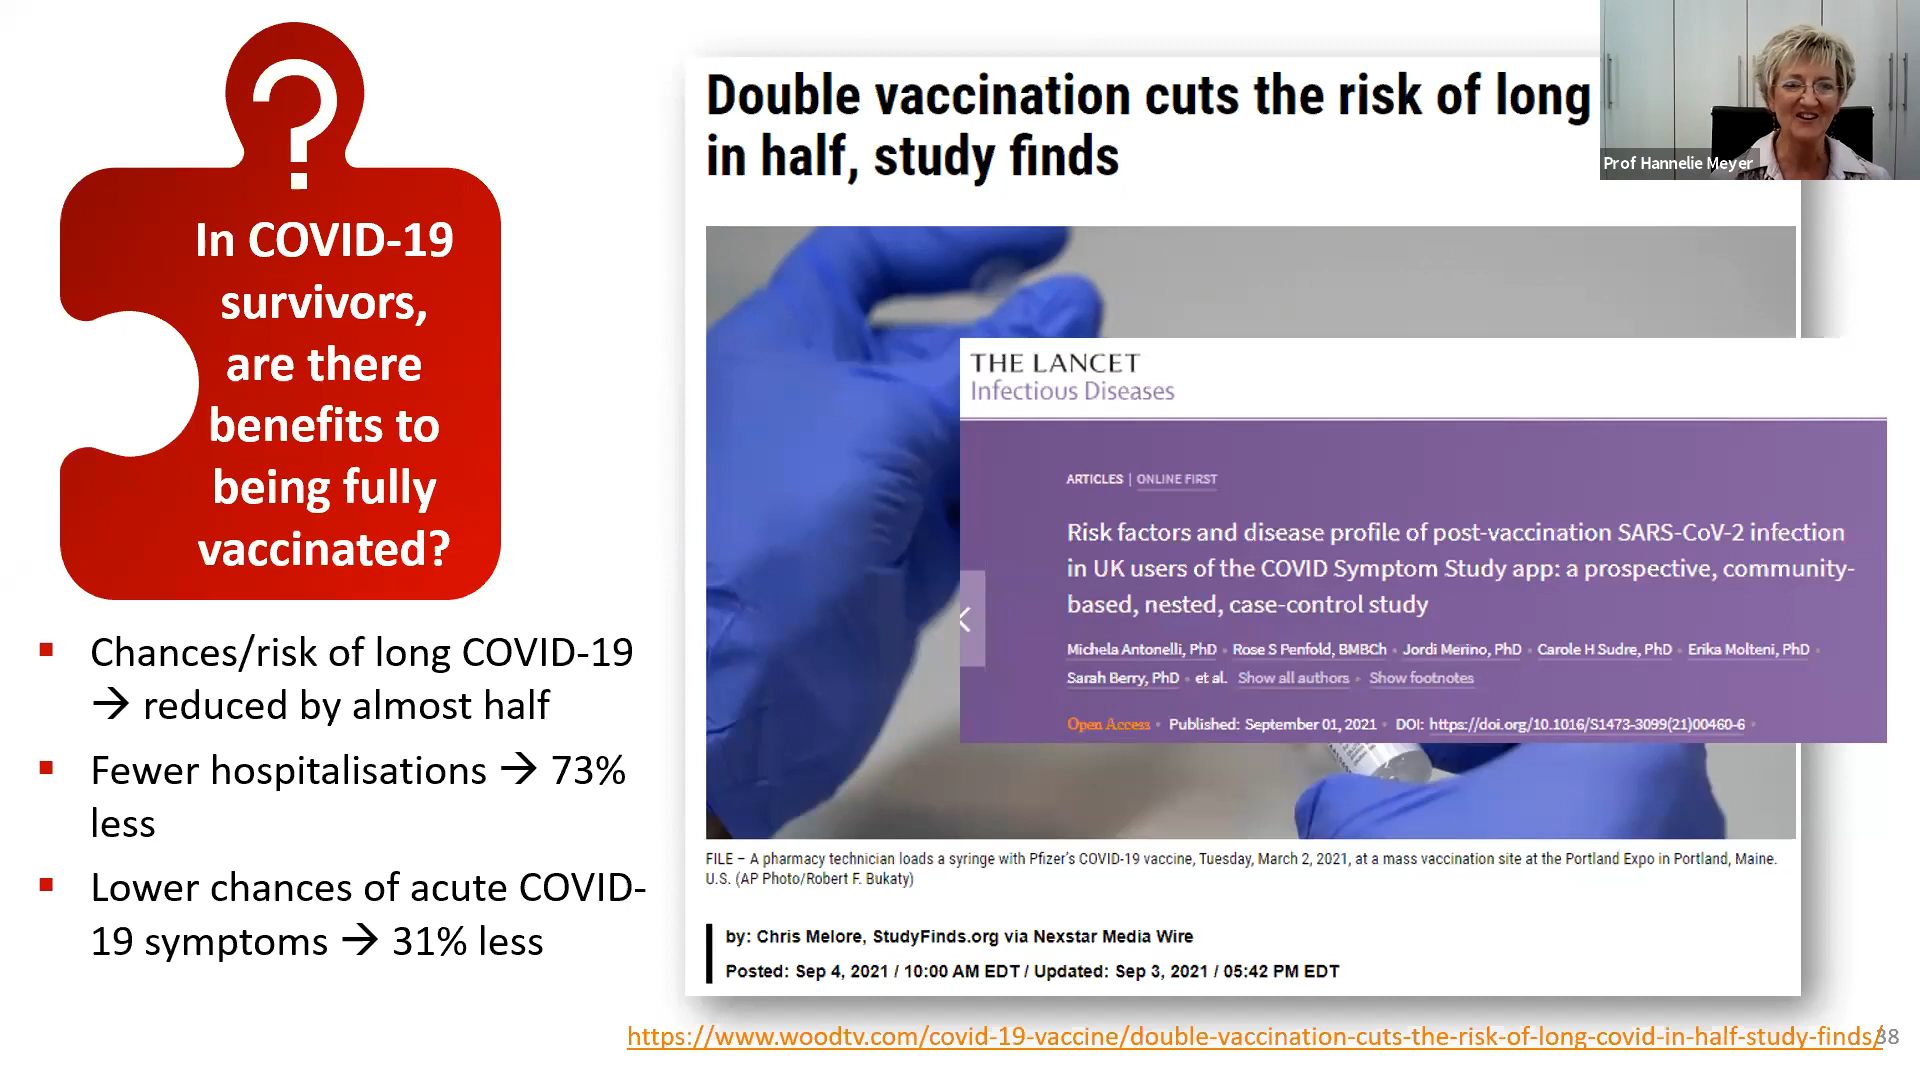 ?
In COVID-19
survivors,
are there
benefits to
being fully
vaccinated?
Chances/risk of long COVID-19
→ reduced by almost half
Fewer hospitalisations → 73%
less
Lower chances of acute COVID-
19 symptoms → 31% less
Double vaccination cuts the risk of long
in half, study finds
Prof Hannelie Meyer
THE LANCET
Infectious Diseases
ARTICLES | ONLINE FIRST
Risk factors and disease profile of post-vaccination SARS-CoV-2 infection
in UK users of the COVID Symptom Study app: a prospective, community-
based, nested, case-control study
Michela Antonelli, PhD • Rose S Penfold, BMBCh • Jordi Merino, PhD • Carole H Sudre, PhD • Erika Molteni, PhD •
Sarah Berry, PhD • et al. Show all authors • Show footnotes
Open Access • Published: September 01, 2021 • DOI: https://doi.org/10.1016/S1473-3099(21)00460-6 •
FILE – A pharmacy technician loads a syringe with Pfizer's COVID-19 vaccine, Tuesday, March 2, 2021, at a mass vaccination site at the Portland Expo in Portland, Maine.
U.S. (AP Photo/Robert F. Bukaty)
by: Chris Melore, StudyFinds.org via Nexstar Media Wire
Posted: Sep 4, 2021 / 10:00 AM EDT / Updated: Sep 3, 2021 / 05:42 PM EDT
https://www.woodtv.com/covid-19-vaccine/double-vaccination-cuts-the-risk-of-long-covid-in-half-study-finds/
38